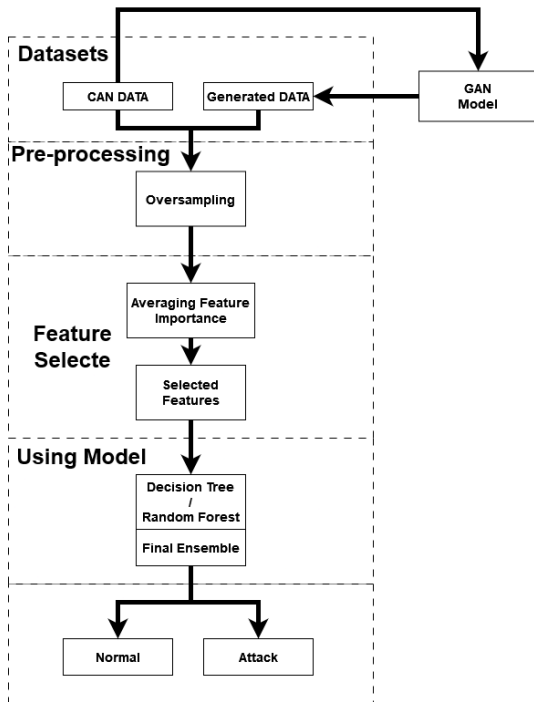 Datasets
CAN DATA
Generated DATA
GAN
Model
Pre-processing
Oversampling
Averaging Feature
Importance
Feature
Selecte
Selected
Features
Using Model
Decision Tree
/
Random Forest
Final Ensemble
Normal
Attack